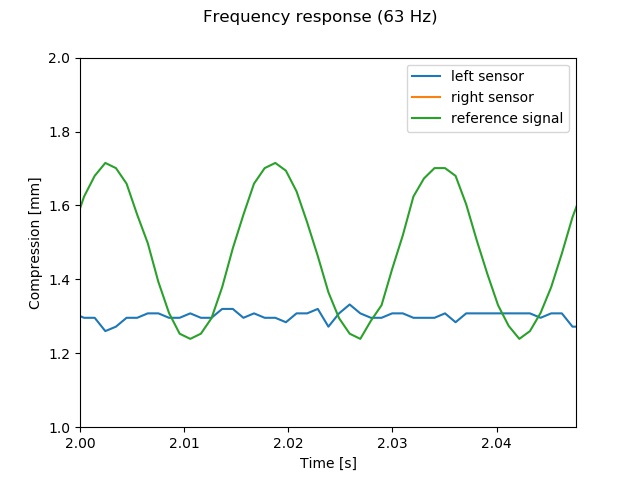 Frequency response (63 Hz)
left sensor
right sensor
reference signal
2.0
1.8
1.6
1.4
1.2
1.0
Compression [mm]
2.00
2.01
2.02
2.03
2.04
Time [s]